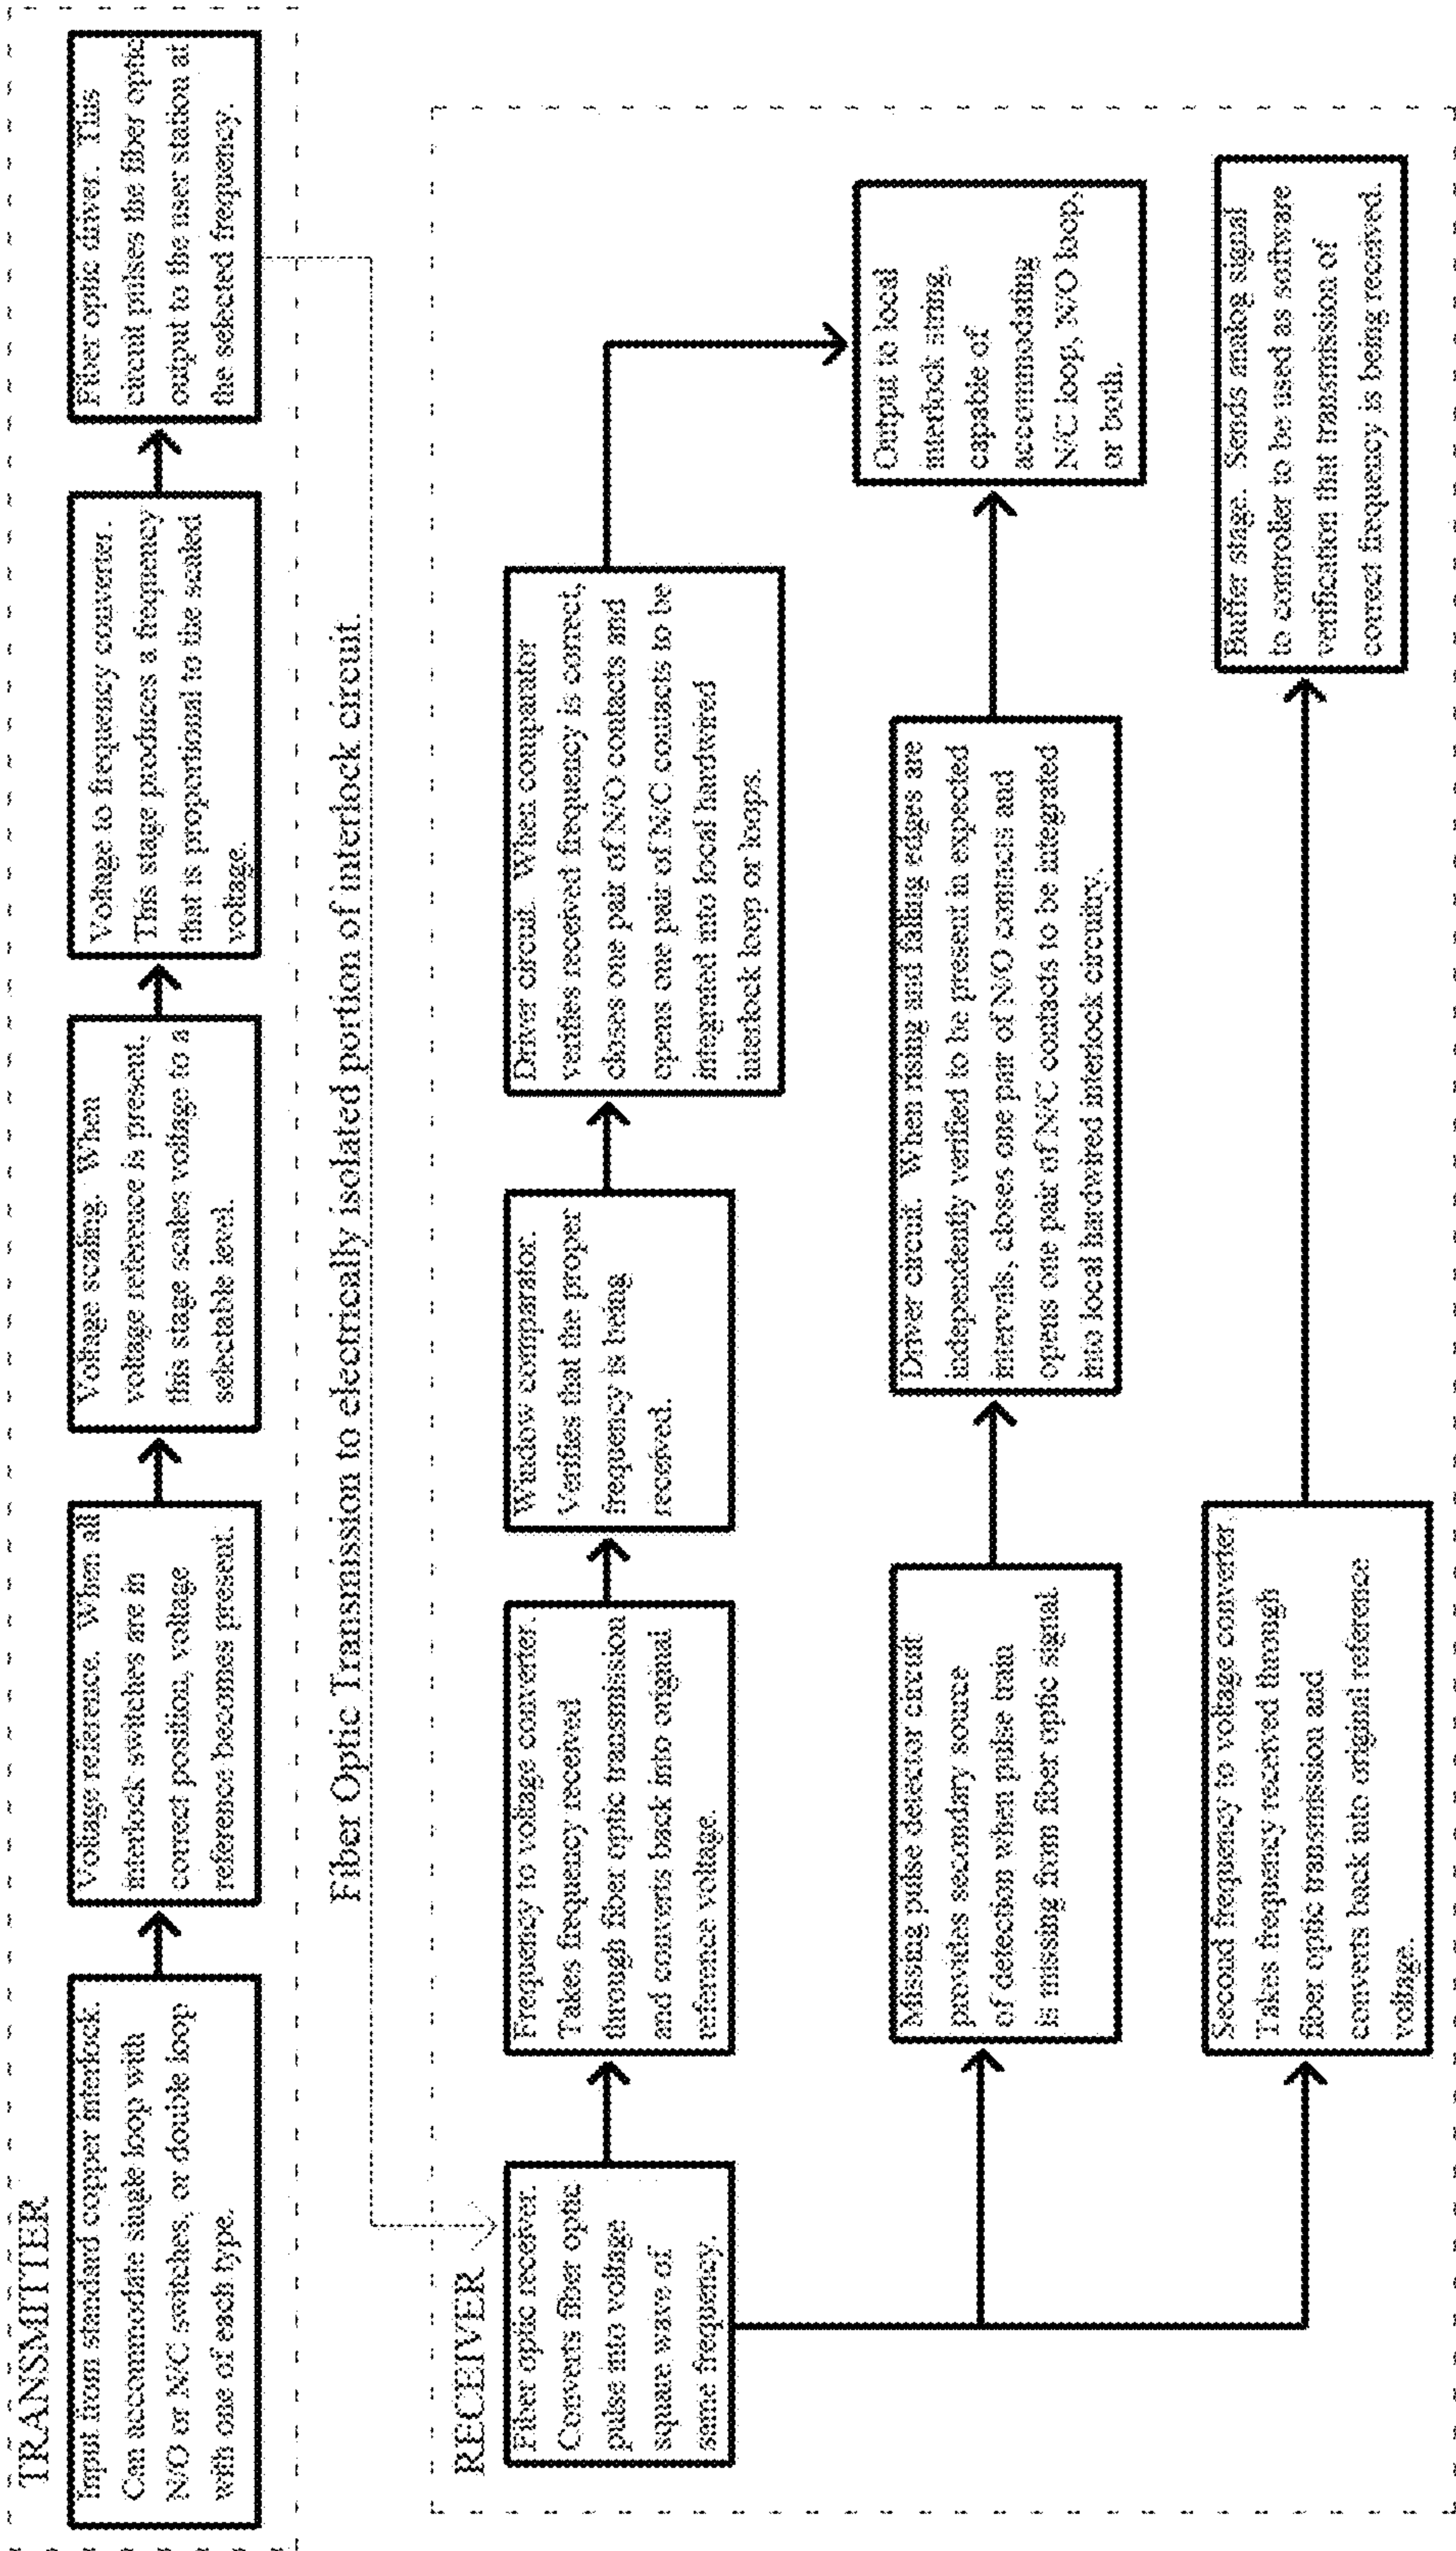 TRANSMITTER
Input from standard copper interlock.
Can accommodate single loop with
N/O or N/C switches, or double loop
with one of each type.
Voltage reference. When all
interlock switches are in
correct position, voltage
reference becomes present.
Voltage scaling. When
voltage reference is present,
this stage scales voltage to a
selectable level.
Voltage to frequency converter.
This stage produces a frequency
that is proportional to the scaled
voltage.
Fiber optic driver. This
circuit pulses the fiber optic
output to the user station at
the selected frequency.
Fiber Optic Transmission to electrically isolated portion of interlock circuit.
RECEIVER
Fiber optic receiver.
Converts fiber optic
pulse into voltage
square wave of
same frequency.
Frequency to voltage converter.
Takes frequency received
through fiber optic transmission
and converts back into original
reference voltage.
Window comparator.
Verifies that the proper
frequency is being
received.
Driver circuit. When comparator
verifies received frequency is correct,
closes one pair of N/O contacts and
opens one pair of N/C contacts to be
integrated into local hardwired
interlock loop or loops.
Missing pulse detector circuit
provides secondary source
of detection when pulse train
is missing from fiber optic signal.
Driver circuit. When rising and falling edges are
independently verified to be present in expected
intervals, closes one pair of N/O contacts and
opens one pair of N/C contacts to be integrated
into local hardwired interlock circuitry.
Output to local
interlock string,
capable of
accommodating
N/C loop, N/O loop,
or both.
Second frequency to voltage converter.
Takes frequency received through
fiber optic transmission and
converts back into original reference
voltage.
Buffer stage. Sends analog signal
to controller to be used as software
verification that transmission of
correct frequency is being received.